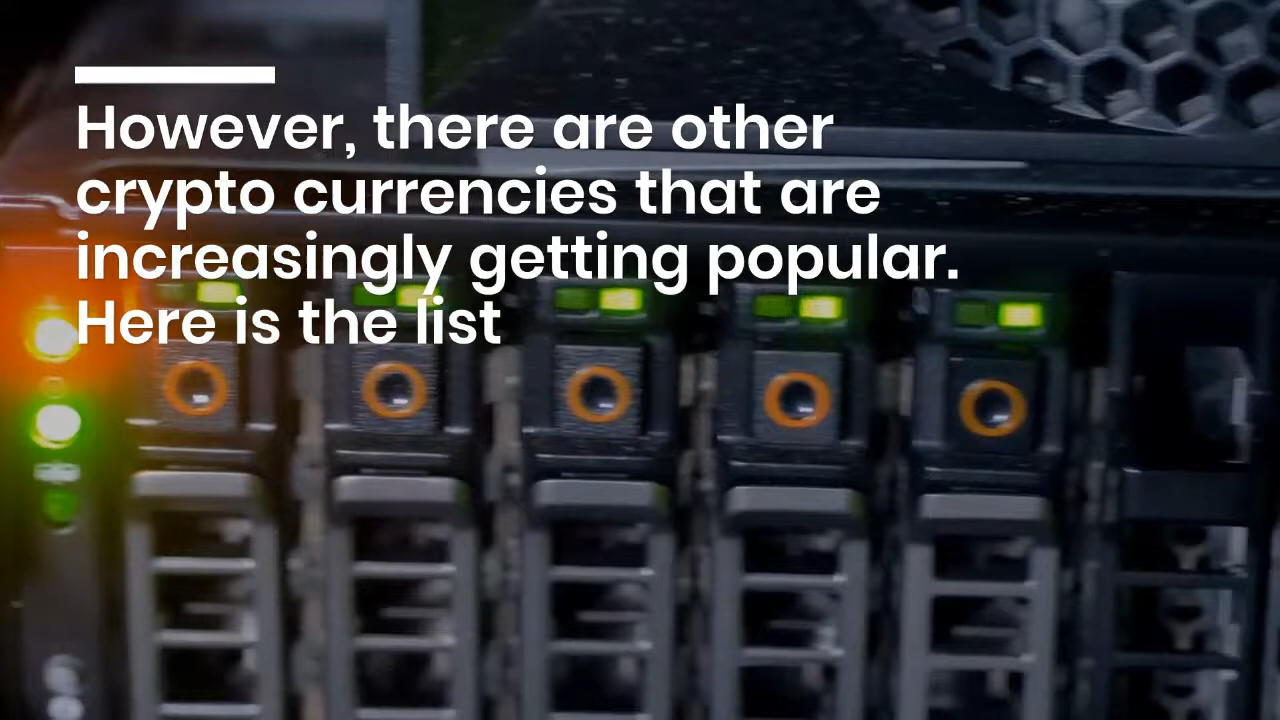 However, there are other
crypto currencies that are
increasingly getting popular.
Here is the list